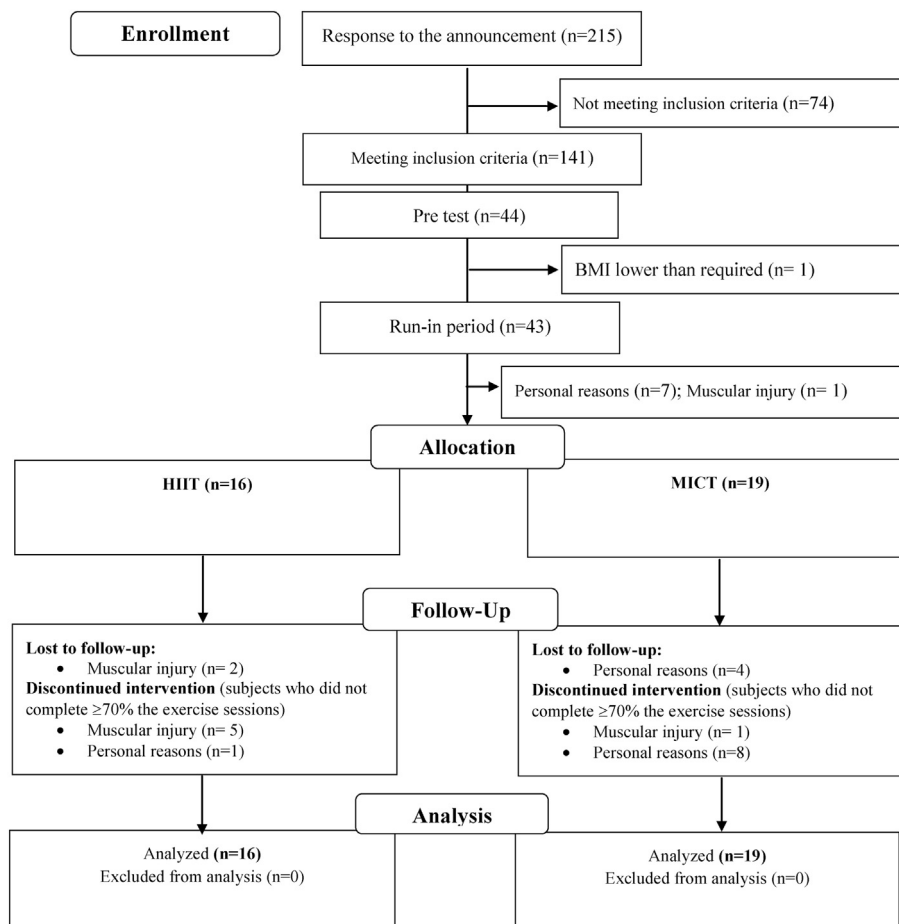 Enrollment
Response to the announcement (n=215)
Not meeting inclusion criteria (n=74)
Meeting inclusion criteria (n=141)
Pre test (n=44)
BMI lower than required (n= 1)
Run-in period (n=43)
Personal reasons (n=7); Muscular injury (n= 1)
Allocation
HIIT (n=16)
MICT (n=19)
Follow-Up
Lost to follow-up:
• Muscular injury (n= 2)
Discontinued intervention (subjects who did not
complete ≥70% the exercise sessions)
• Muscular injury (n= 5)
• Personal reasons (n=1)
Lost to follow-up:
• Personal reasons (n=4)
Discontinued intervention (subjects who did not
complete ≥70% the exercise sessions)
• Muscular injury (n= 1)
• Personal reasons (n=8)
Analysis
Analyzed (n=16)
Excluded from analysis (n=0)
Analyzed (n=19)
Excluded from analysis (n=0)